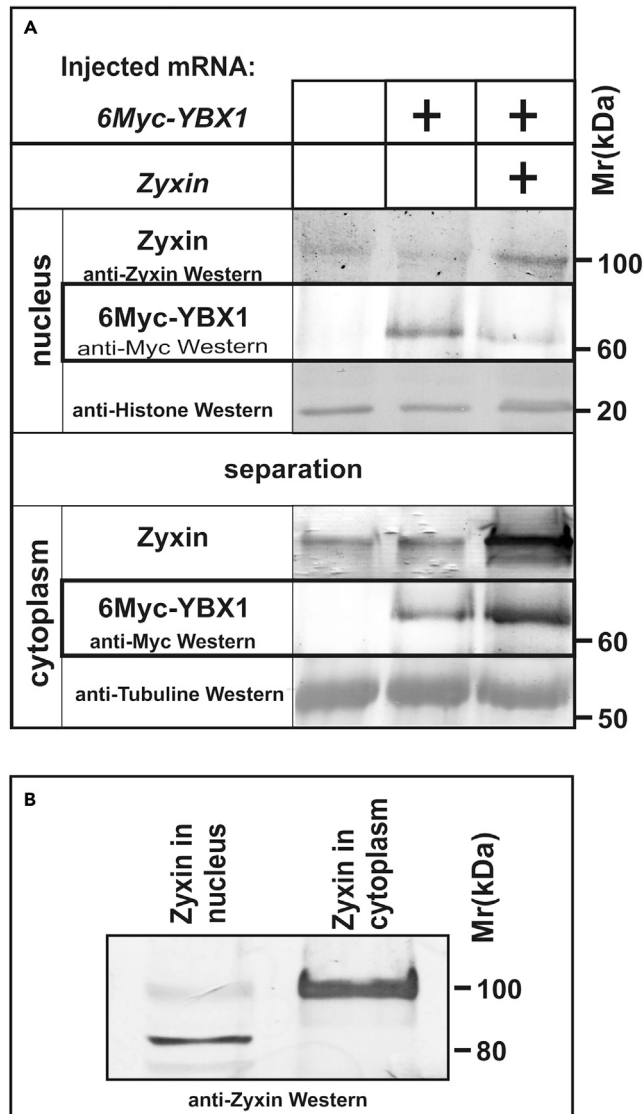 A
Injected mRNA:
6Myc-YBX1 + +
Zyxin +
Mr(kDa)
nucleus
Zyxin
anti-Zyxin Western
100
6Myc-YBX1
anti-Myc Western
60
anti-Histone Western
20
separation
cytoplasm
Zyxin
6Myc-YBX1
anti-Myc Western
60
anti-Tubuline Western
50
B
Zyxin in
nucleus
Zyxin in
cytoplasm
Mr(kDa)
100
80
anti-Zyxin Western